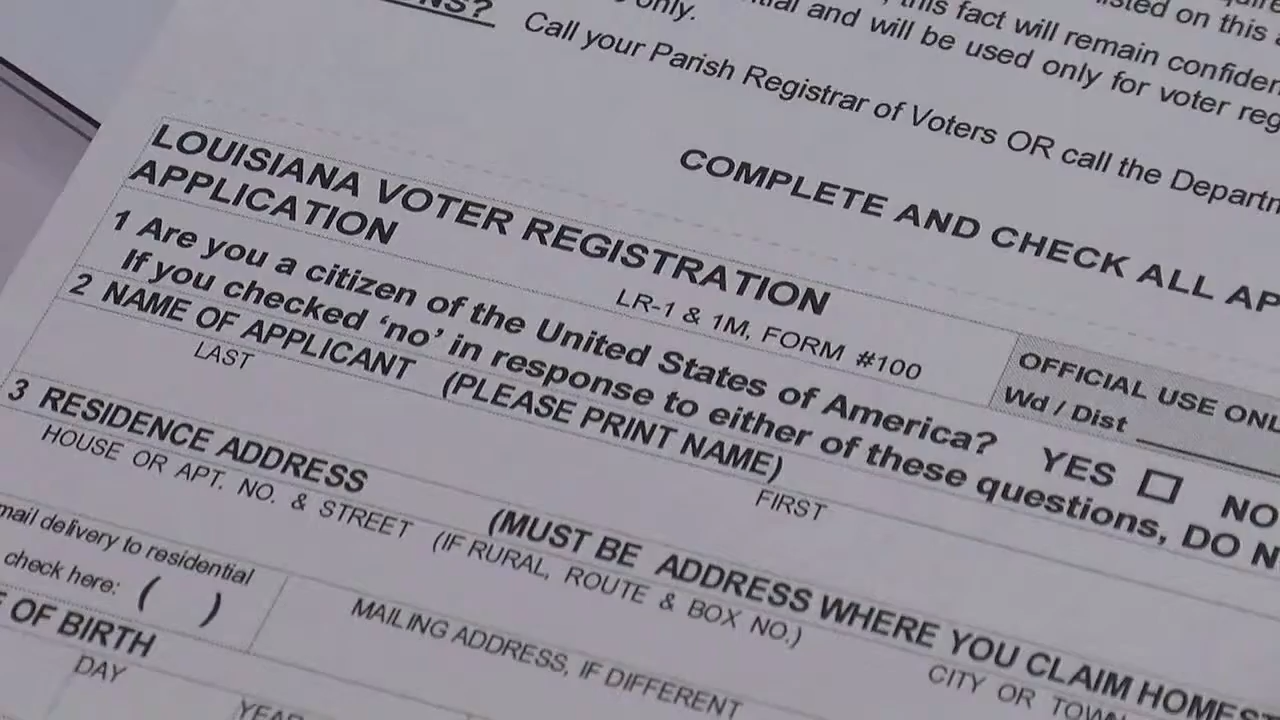 this fact will remain confiden
and will be used only for voter reg
only.
Call your Parish Registrar of Voters OR call the Departm
COMPLETE AND CHECK ALL AP
LOUISIANA VOTER REGISTRATION
APPLICATION
LR-1 & 1M, FORM #100
OFFICIAL USE ONL
Wd / Dist
1 Are you a citizen of the United States of America? YES NO
If you checked ‘no’ in response to either of these questions, DO N
2 NAME OF APPLICANT (PLEASE PRINT NAME)
LAST FIRST
3 RESIDENCE ADDRESS (MUST BE ADDRESS WHERE YOU CLAIM HOMES
HOUSE OR APT. NO. & STREET (IF RURAL, ROUTE & BOX NO.) CITY OR TOWN
mail delivery to residential
check here: ( )
MAILING ADDRESS, IF DIFFERENT
OF BIRTH
DAY YEAR